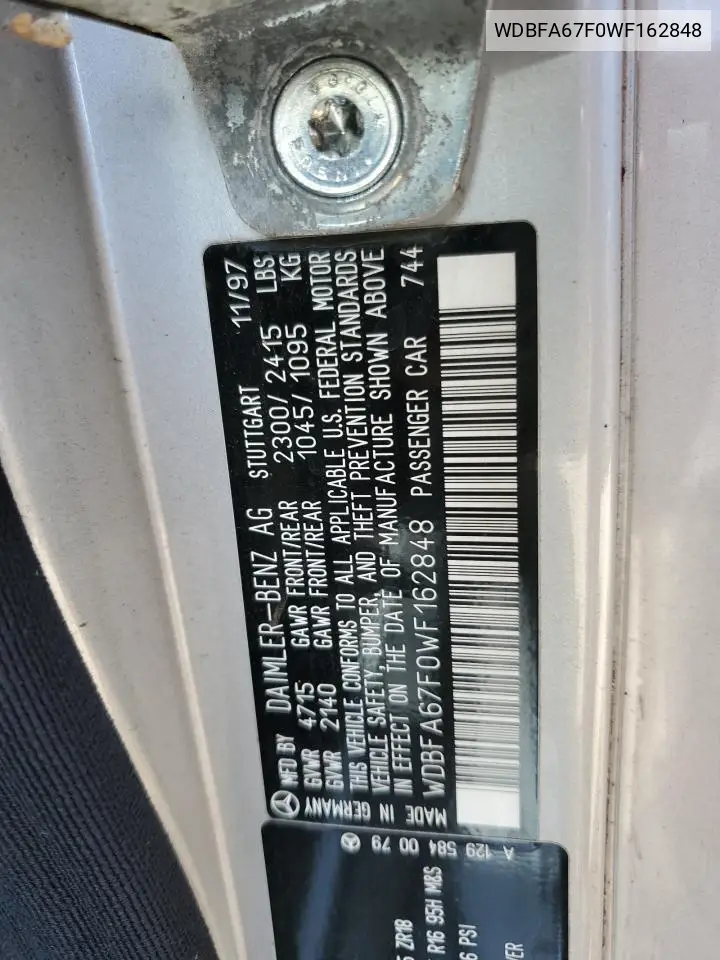 WDBFA67F0WF162848
MFD BY DAIMLER-BENZ AG STUTTGART 11/97
GVWR 4715 GAWR FRONT/REAR 2300/2415 LBS
GVWR 2140 GAWR FRONT/REAR 1045/1095 KG
THIS VEHICLE CONFORMS TO ALL APPLICABLE U.S. FEDERAL MOTOR
VEHICLE SAFETY, BUMPER, AND THEFT PREVENTION STANDARDS
IN EFFECT ON THE DATE OF MANUFACTURE SHOWN ABOVE
WDBFA67F0WF162848 PASSENGER CAR 744
MADE IN GERMANY
A 129 584 00 79
ZR18
R16 95H M&S
6 PSI
VER